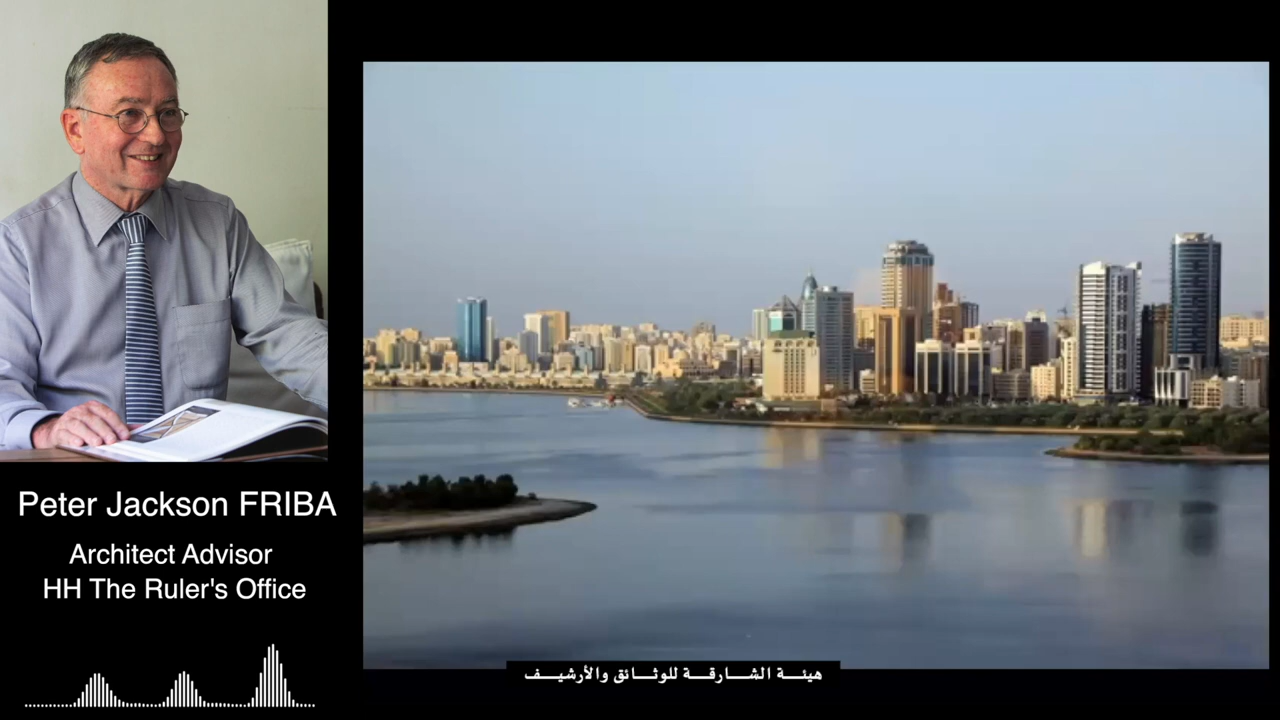 Peter Jackson FRIBA
Architect Advisor
HH The Ruler's Office
هيئة الشارقة للوثائق والأرشيف